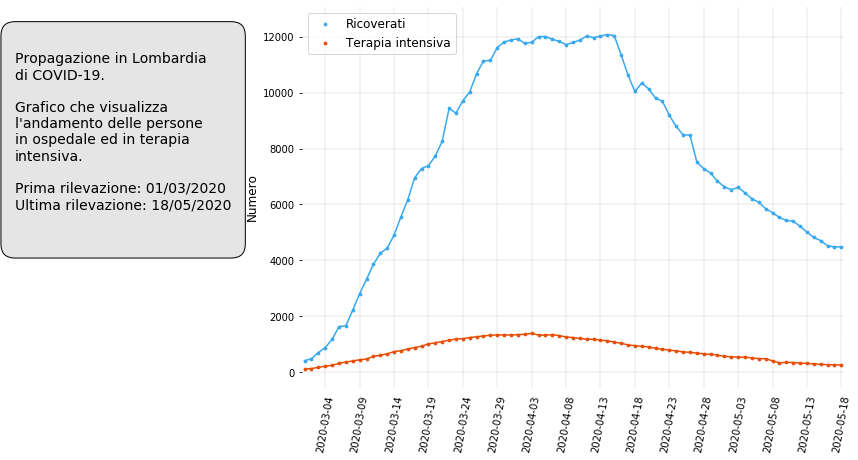 Propagazione in Lombardia
di COVID-19.
Grafico che visualizza
l'andamento delle persone
in ospedale ed in terapia
intensiva.
Prima rilevazione: 01/03/2020
Ultima rilevazione: 18/05/2020
Numero
Ricoverati
Terapia intensiva
12000
10000
8000
6000
4000
2000
0
2020-03-04
2020-03-09
2020-03-14
2020-03-19
2020-03-24
2020-03-29
2020-04-03
2020-04-08
2020-04-13
2020-04-18
2020-04-23
2020-04-28
2020-05-03
2020-05-08
2020-05-13
2020-05-18